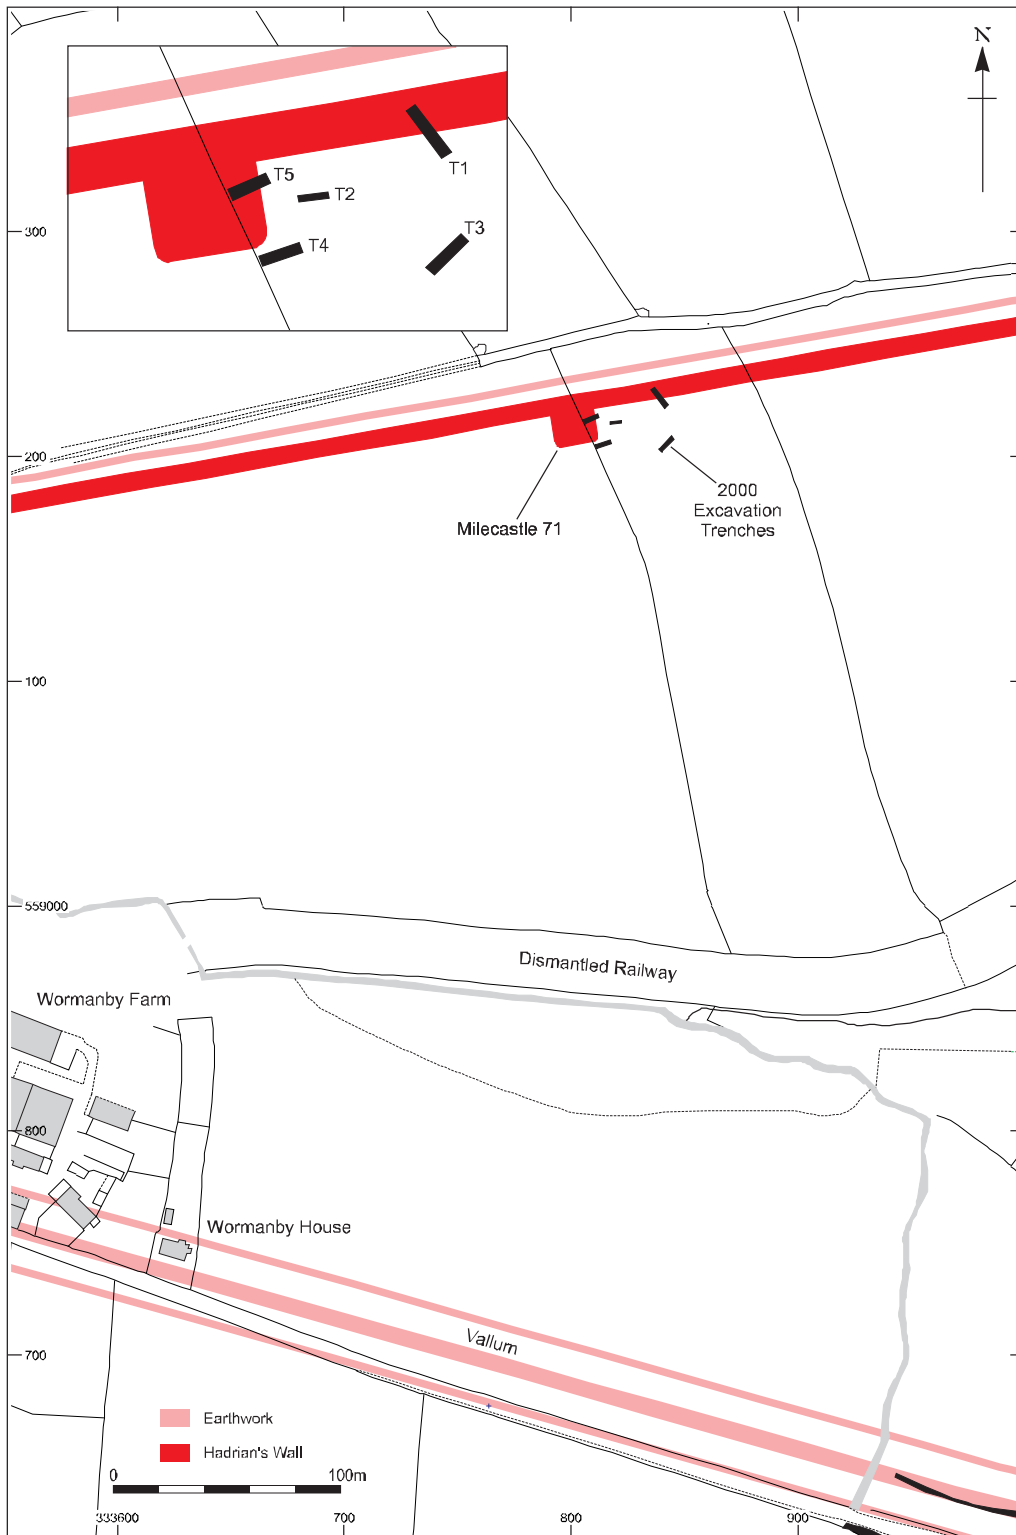 N
T1
T5
T2
T3
T4
300
200
2000
Excavation
Trenches
Milecastle 71
100
559000
Dismantled Railway
Wormanby Farm
800
Wormanby House
Vallum
700
Earthwork
Hadrian's Wall
0
100m
333600
700
800
900